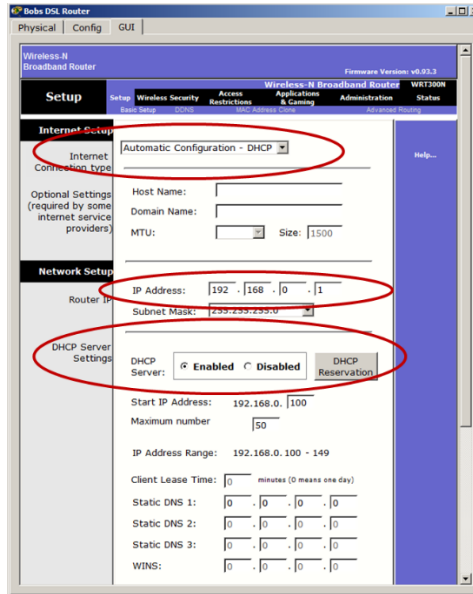 Bobs DSL Router
Physical Config GUI
Wireless-N
Broadband Router
Firmware Version: v0.93.3
Wireless-N Broadband Router WRT300N
Setup
Setup Wireless Security Access Restrictions Applications & Gaming Administration Status
Basic Setup DDNS MAC Address Clone Advanced Routing
Internet Setup
Internet Connection type
Automatic Configuration - DHCP
Help...
Optional Settings
(required by some
internet service
providers)
Host Name:
Domain Name:
MTU: Size: 1500
Network Setup
Router IP
IP Address: 192 . 168 . 0 . 1
Subnet Mask: 255.255.255.0
DHCP Server
Settings
DHCP Server: Enabled Disabled DHCP Reservation
Start IP Address: 192.168.0. 100
Maximum number 50
IP Address Range: 192.168.0.100 - 149
Client Lease Time: 0 minutes (0 means one day)
Static DNS 1: 0 . 0 . 0 . 0
Static DNS 2: 0 . 0 . 0 . 0
Static DNS 3: 0 . 0 . 0 . 0
WINS: 0 . 0 . 0 . 0